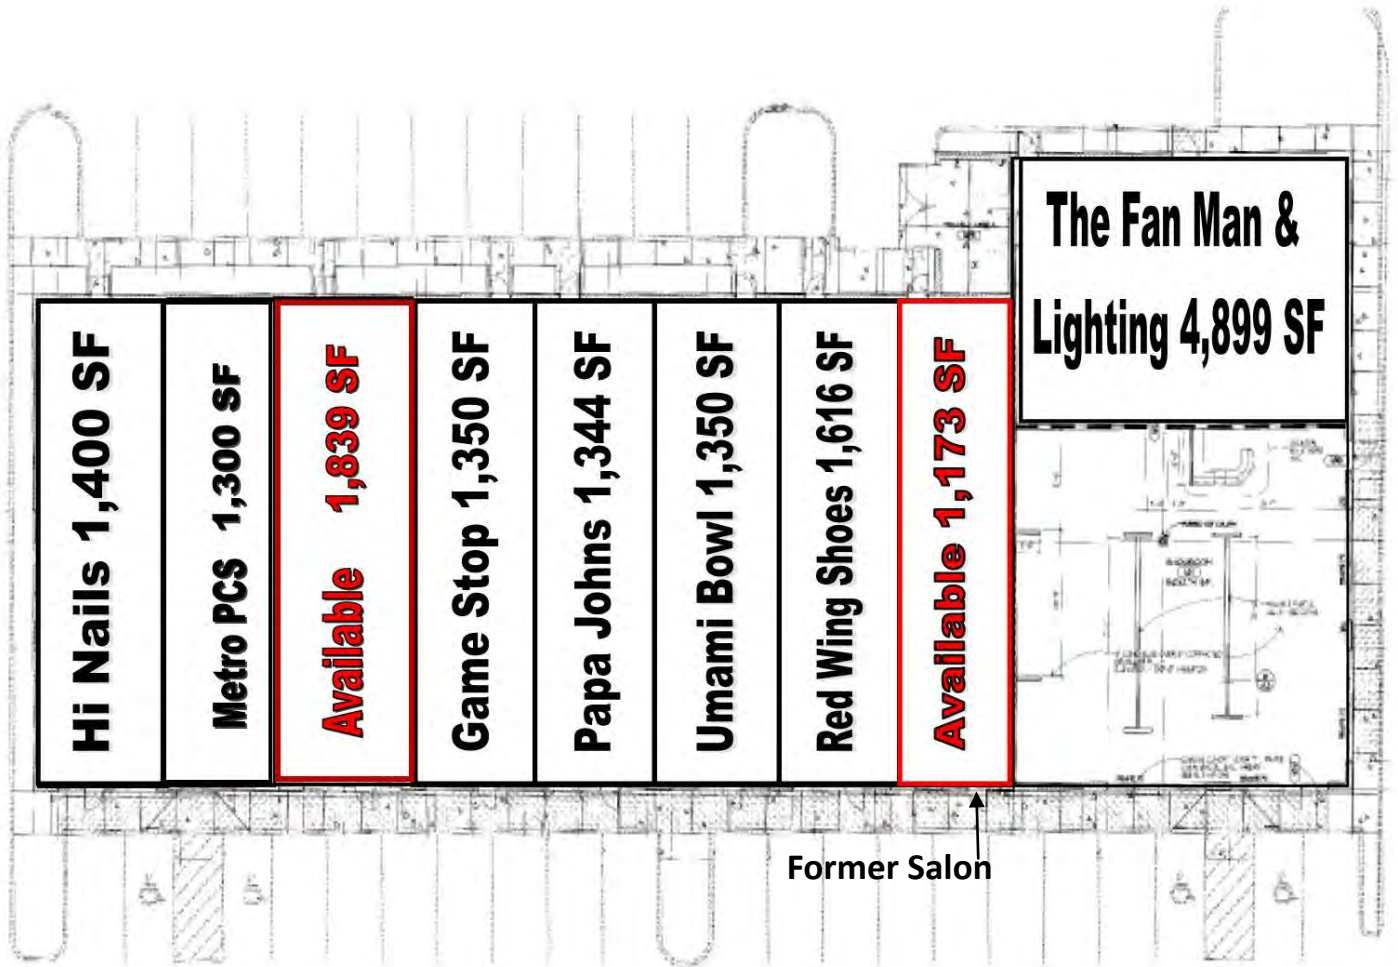 Hi Nails 1,400 SF
Metro PCS 1,300 SF
Available 1,839 SF
Game Stop 1,350 SF
Papa Johns 1,344 SF
Umami Bowl 1,350 SF
Red Wing Shoes 1,616 SF
Available 1,173 SF
The Fan Man &
Lighting 4,899 SF
Former Salon